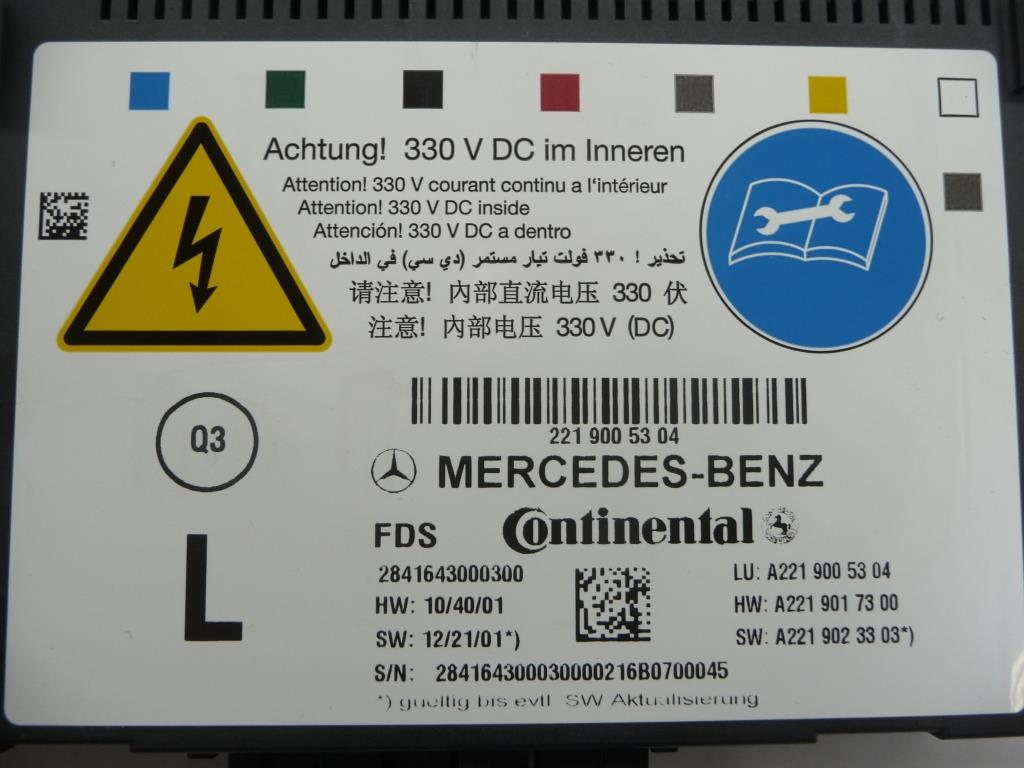 Achtung! 330 V DC im Inneren
Attention! 330 V courant continu a l'intérieur
Attention! 330 V DC inside
Attención! 330 V DC a dentro
تحذير ! ٣٣٠ فولت تيار مستمر (دي سي) في الداخل
请注意! 內部直流电压 330 伏
注意! 內部电压 330 V (DC)
Q3
221 900 53 04
MERCEDES-BENZ
FDS
Continental
L
2841643000300
LU: A221 900 53 04
HW: 10/40/01
HW: A221 901 73 00
SW: 12/21/01*)
SW: A221 902 33 03*)
S/N: 284164300030000216B0700045
*) gueltig bis evtl SW Aktualisierung